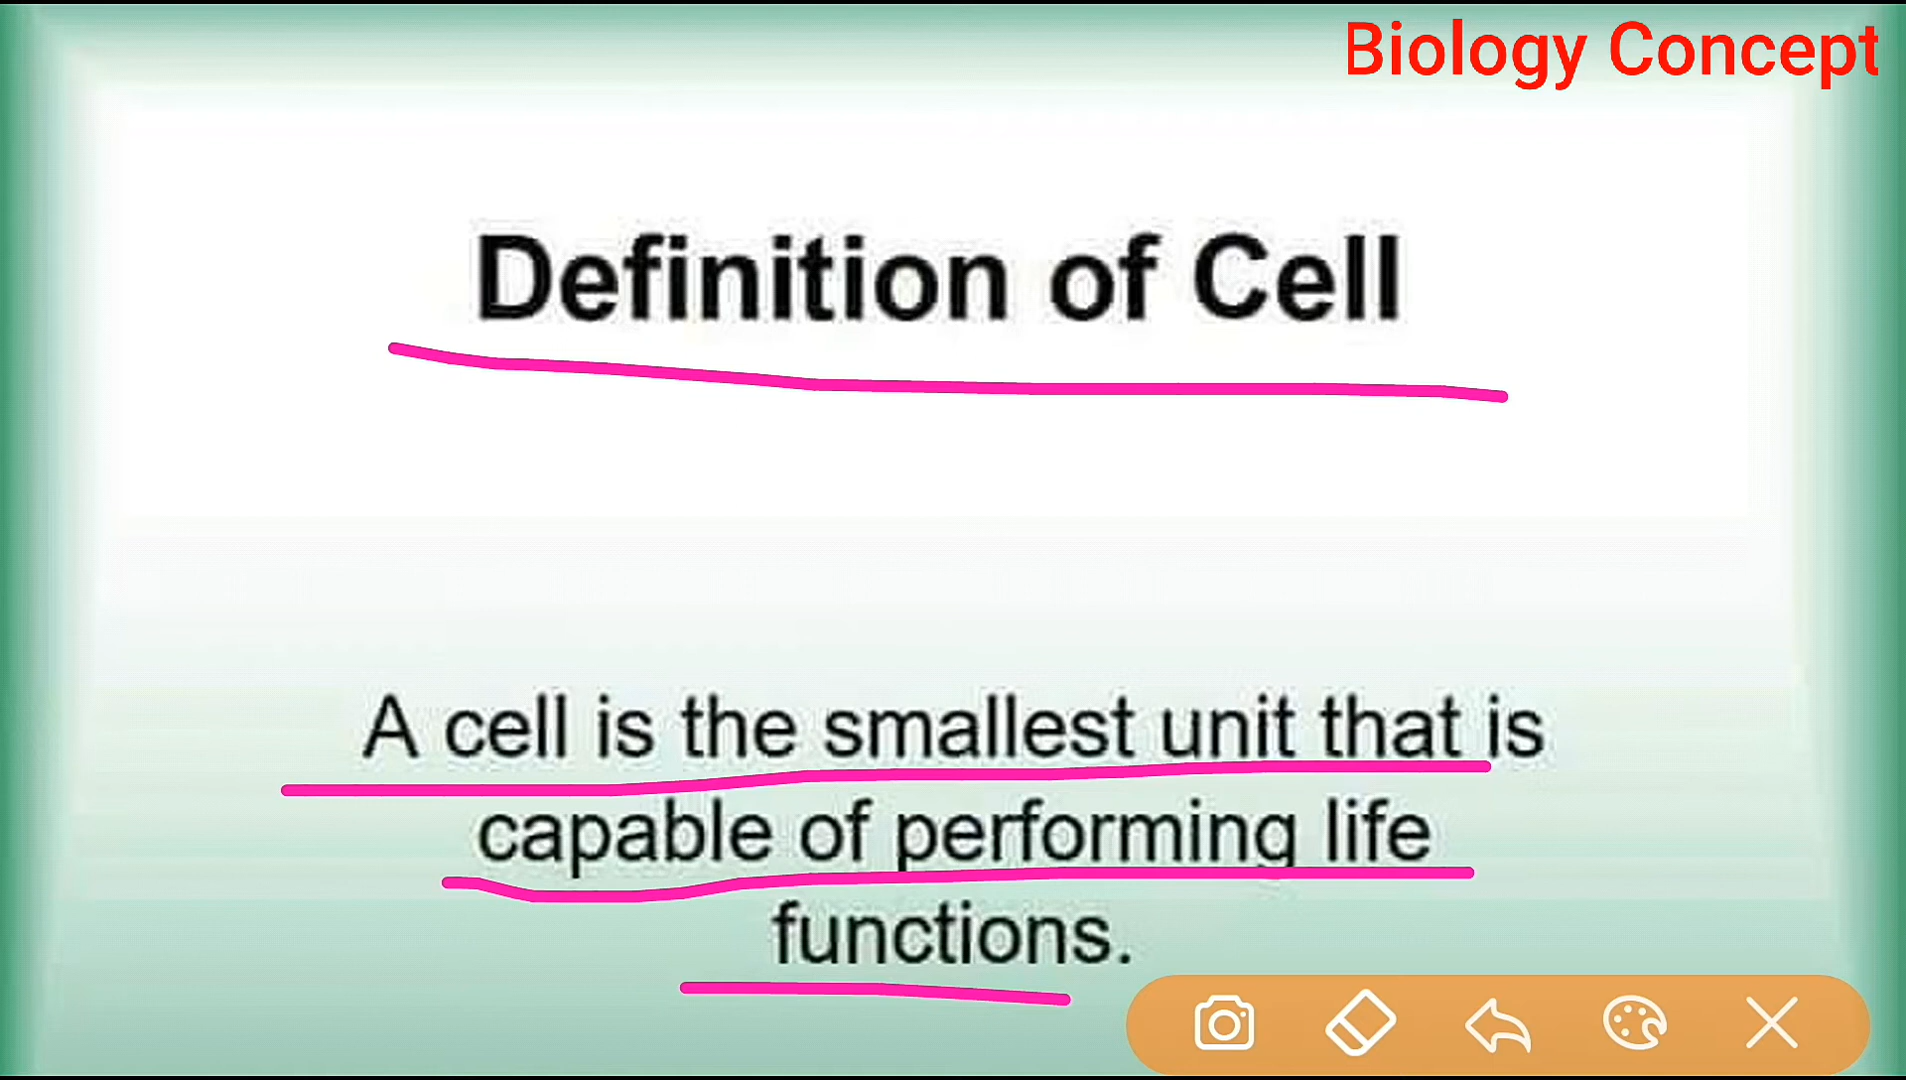 Biology Concept
Definition of Cell
A cell is the smallest unit that is
capable of performing life
functions.